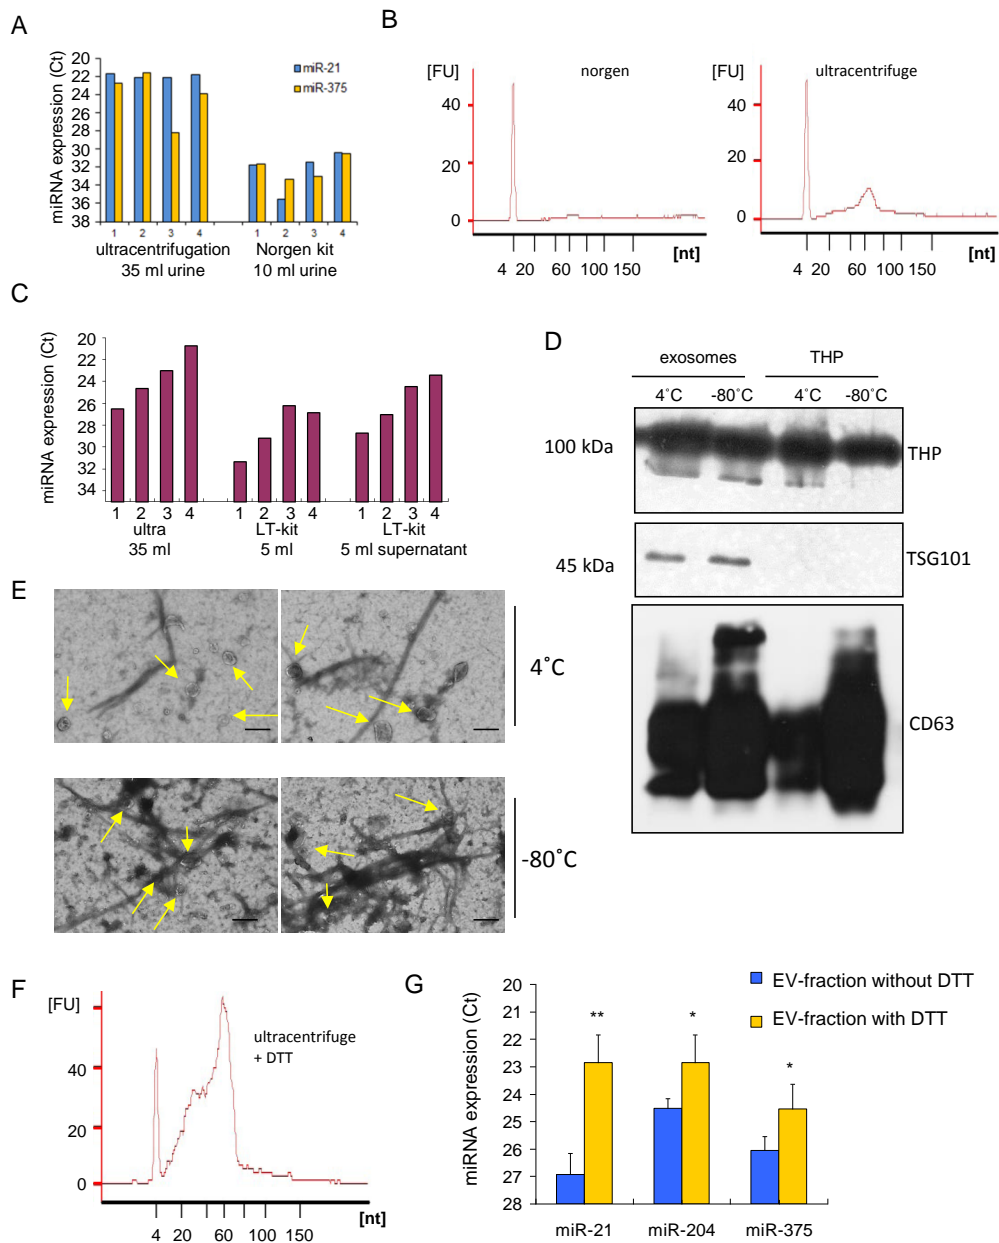 A
miRNA expression (Ct)
20
22
24
26
28
30
32
34
36
38
miR-21
miR-375
1 2 3 4 1 2 3 4
ultracentrifugation
35 ml urine
Norgen kit
10 ml urine
B
[FU]
norgen
40
20
0
4 20 60 100 150
[nt]
[FU]
ultracentrifuge
40
20
0
4 20 60 100 150
[nt]
C
miRNA expression (Ct)
20
22
24
26
28
30
32
34
1 2 3 4 1 2 3 4 1 2 3 4
ultra
35 ml
LT-kit
5 ml
LT-kit
5 ml supernatant
D
exosomes THP
4˚C -80˚C 4˚C -80˚C
100 kDa
THP
45 kDa
TSG101
CD63
E
4˚C
-80˚C
F
[FU]
ultracentrifuge
+ DTT
40
20
0
4 20 60 100 150
[nt]
G
EV-fraction without DTT
EV-fraction with DTT
miRNA expression (Ct)
20
21
22
23
24
25
26
27
28
** * *
miR-21 miR-204 miR-375